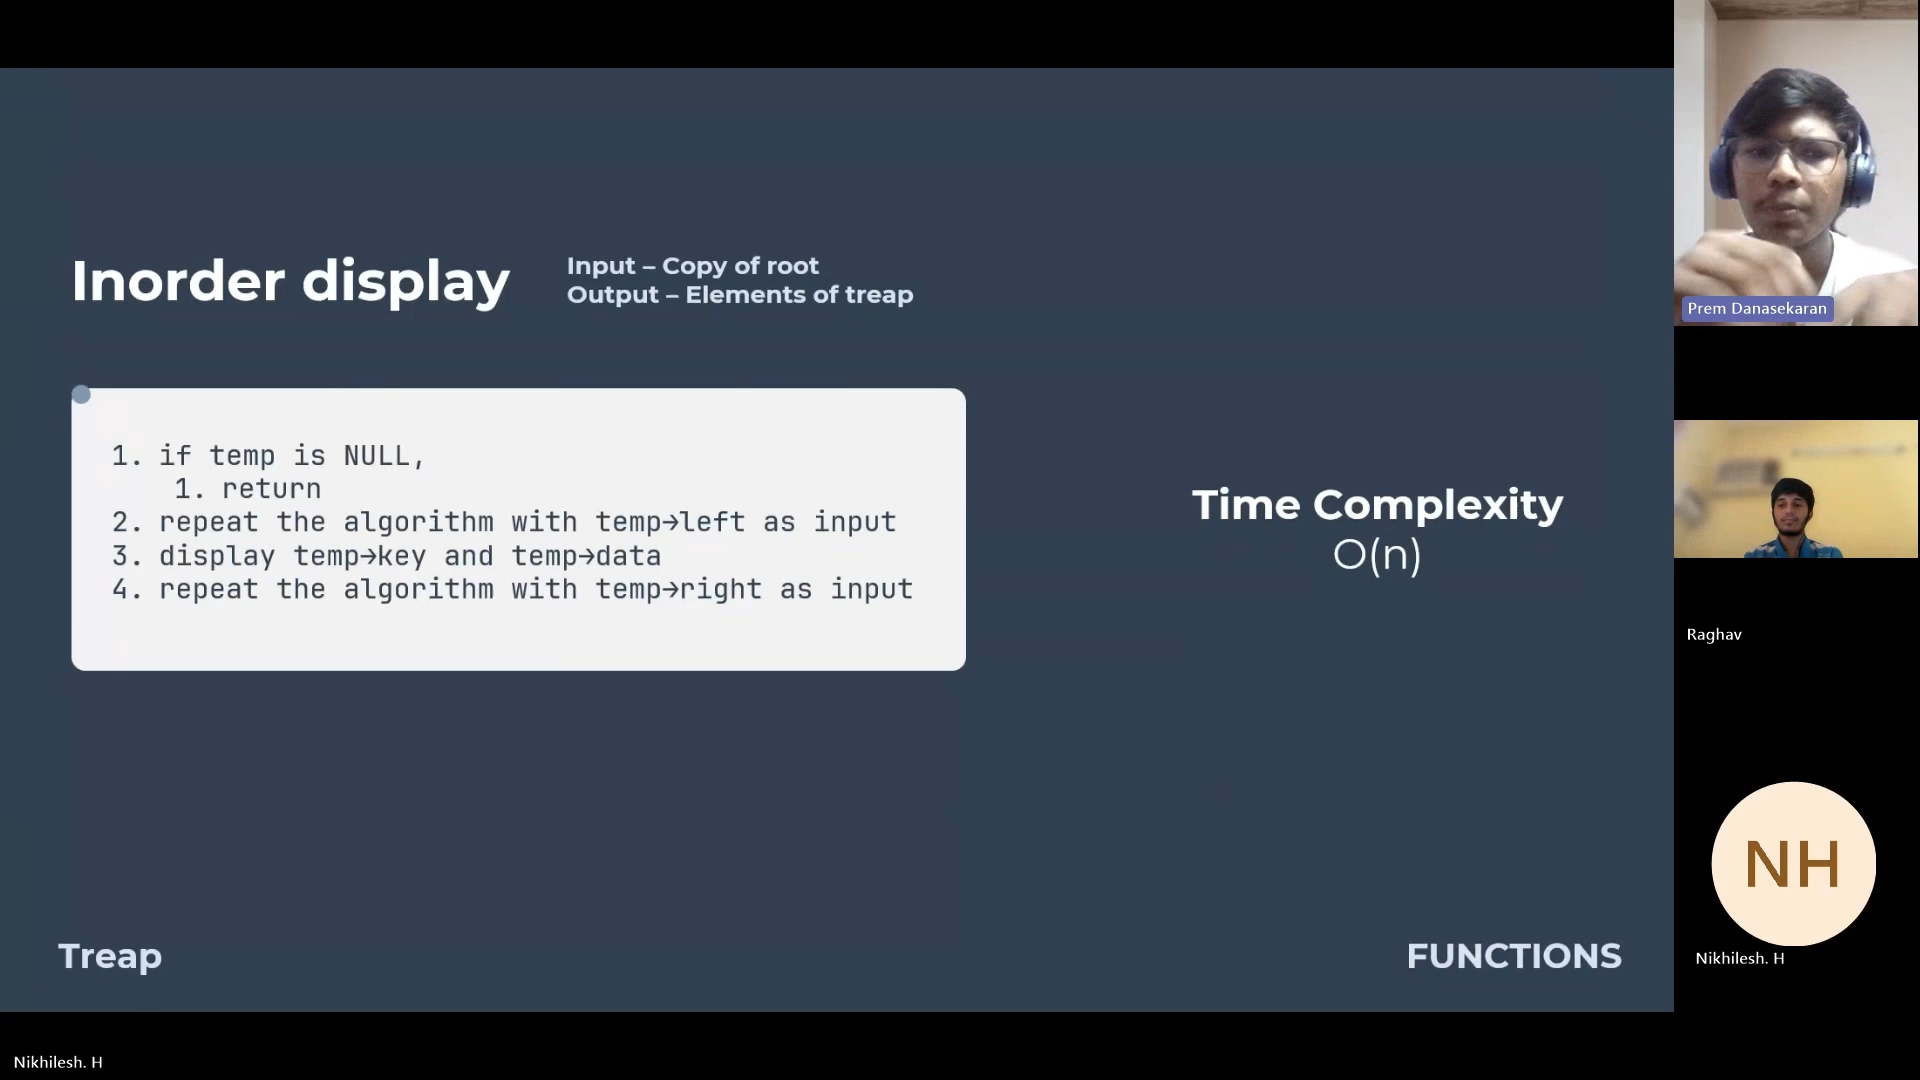 Inorder display
Input – Copy of root
Output – Elements of treap
1. if temp is NULL,
1. return
2. repeat the algorithm with temp→left as input
3. display temp→key and temp→data
4. repeat the algorithm with temp→right as input
Time Complexity
O(n)
Treap
FUNCTIONS
Prem Danasekaran
Raghav
NH
Nikhilesh. H
Nikhilesh. H